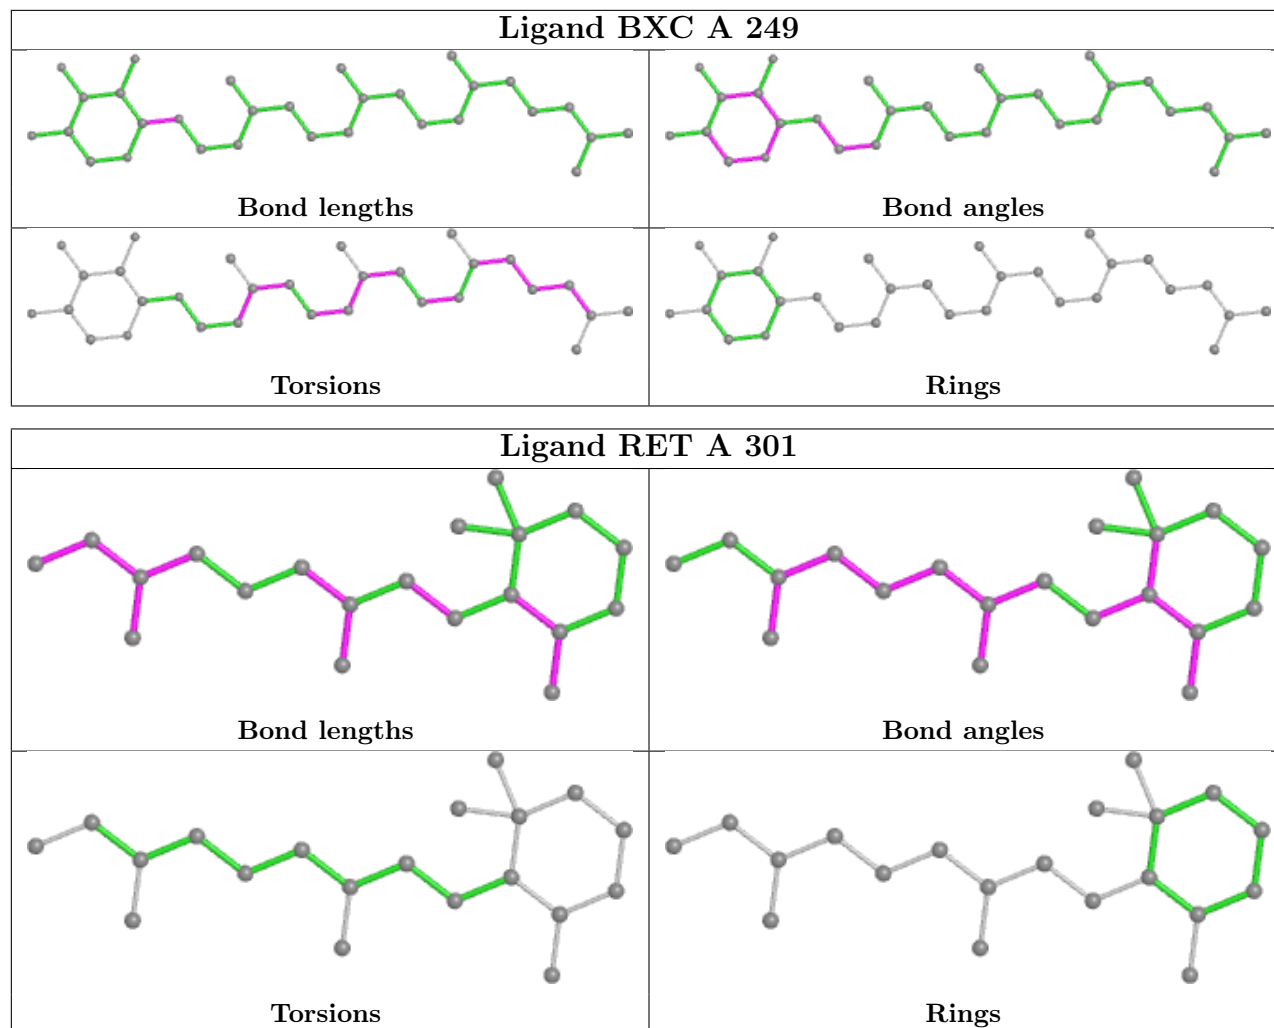 Ligand BXC A 249
Bond lengths
Bond angles
Torsions
Rings
Ligand RET A 301
Bond lengths
Bond angles
Torsions
Rings